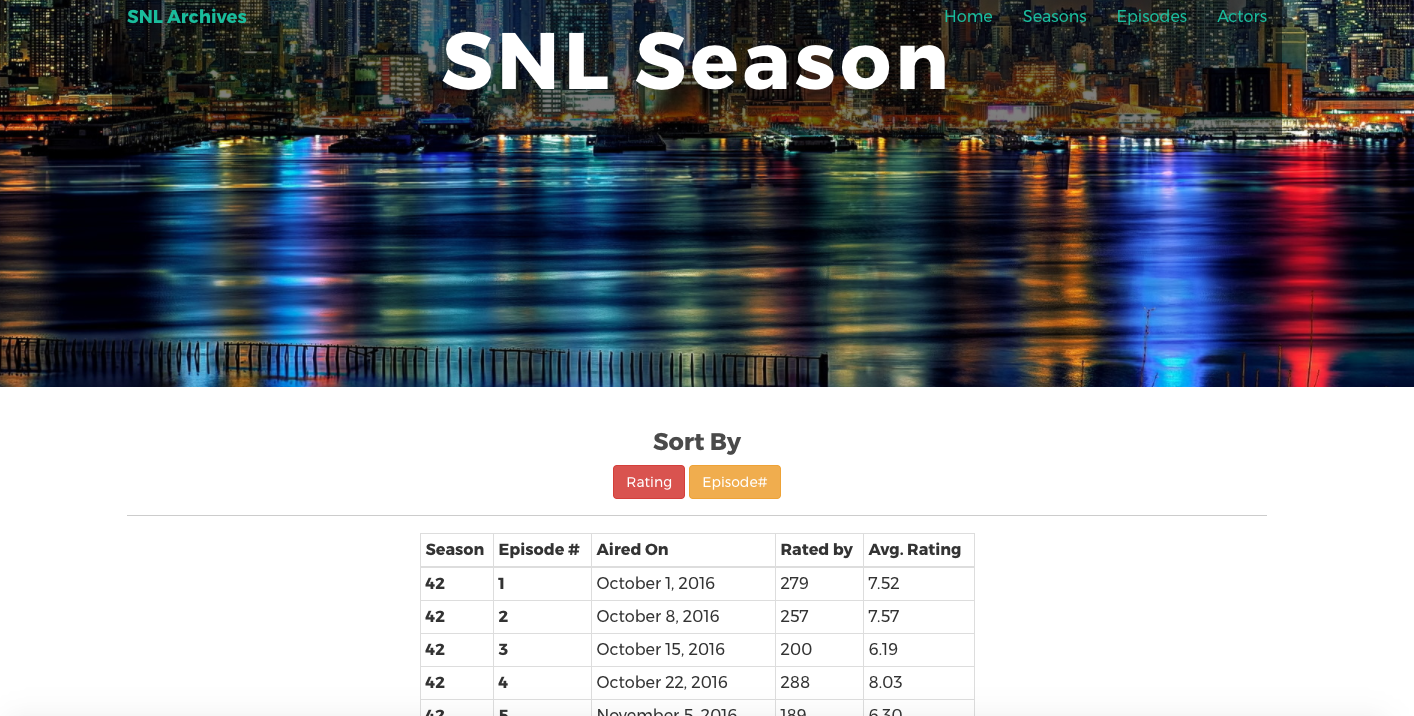 SNL Archives Home Seasons Episodes Actors
SNL Season
Sort By
Rating Episode#
Season Episode # Aired On Rated by Avg. Rating
42 1 October 1, 2016 279 7.52
42 2 October 8, 2016 257 7.57
42 3 October 15, 2016 200 6.19
42 4 October 22, 2016 288 8.03
42 5 November 5, 2016 189 6.30